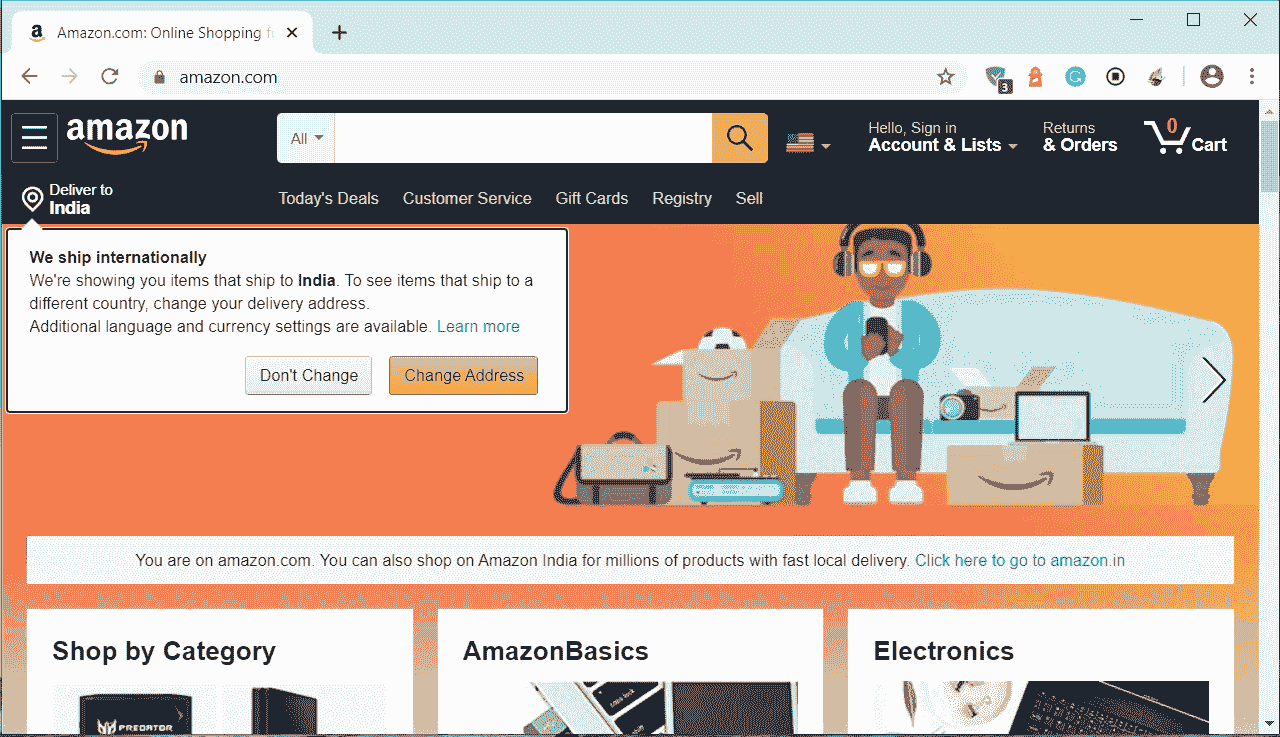 Amazon.com: Online Shopping f
amazon.com
3
amazon
All
Hello, Sign in
Account & Lists
Returns
& Orders
0
Cart
Deliver to
India
Today's Deals
Customer Service
Gift Cards
Registry
Sell
We ship internationally
We're showing you items that ship to India. To see items that ship to a
different country, change your delivery address.
Additional language and currency settings are available. Learn more
Don't Change
Change Address
You are on amazon.com. You can also shop on Amazon India for millions of products with fast local delivery. Click here to go to amazon.in
Shop by Category
AmazonBasics
Electronics
PREDATOR